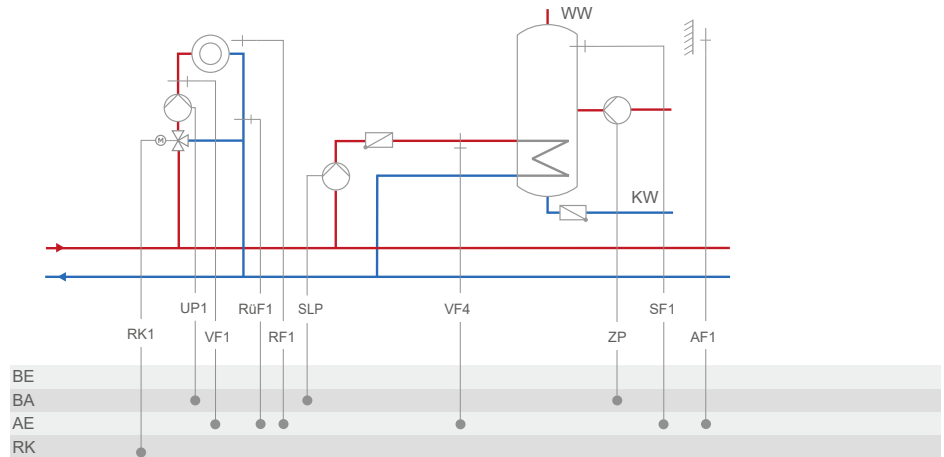 WW
M
KW
UP1 RüF1 SLP VF4 SF1
RK1 VF1 RF1 ZP AF1
BE
BA
AE
RK